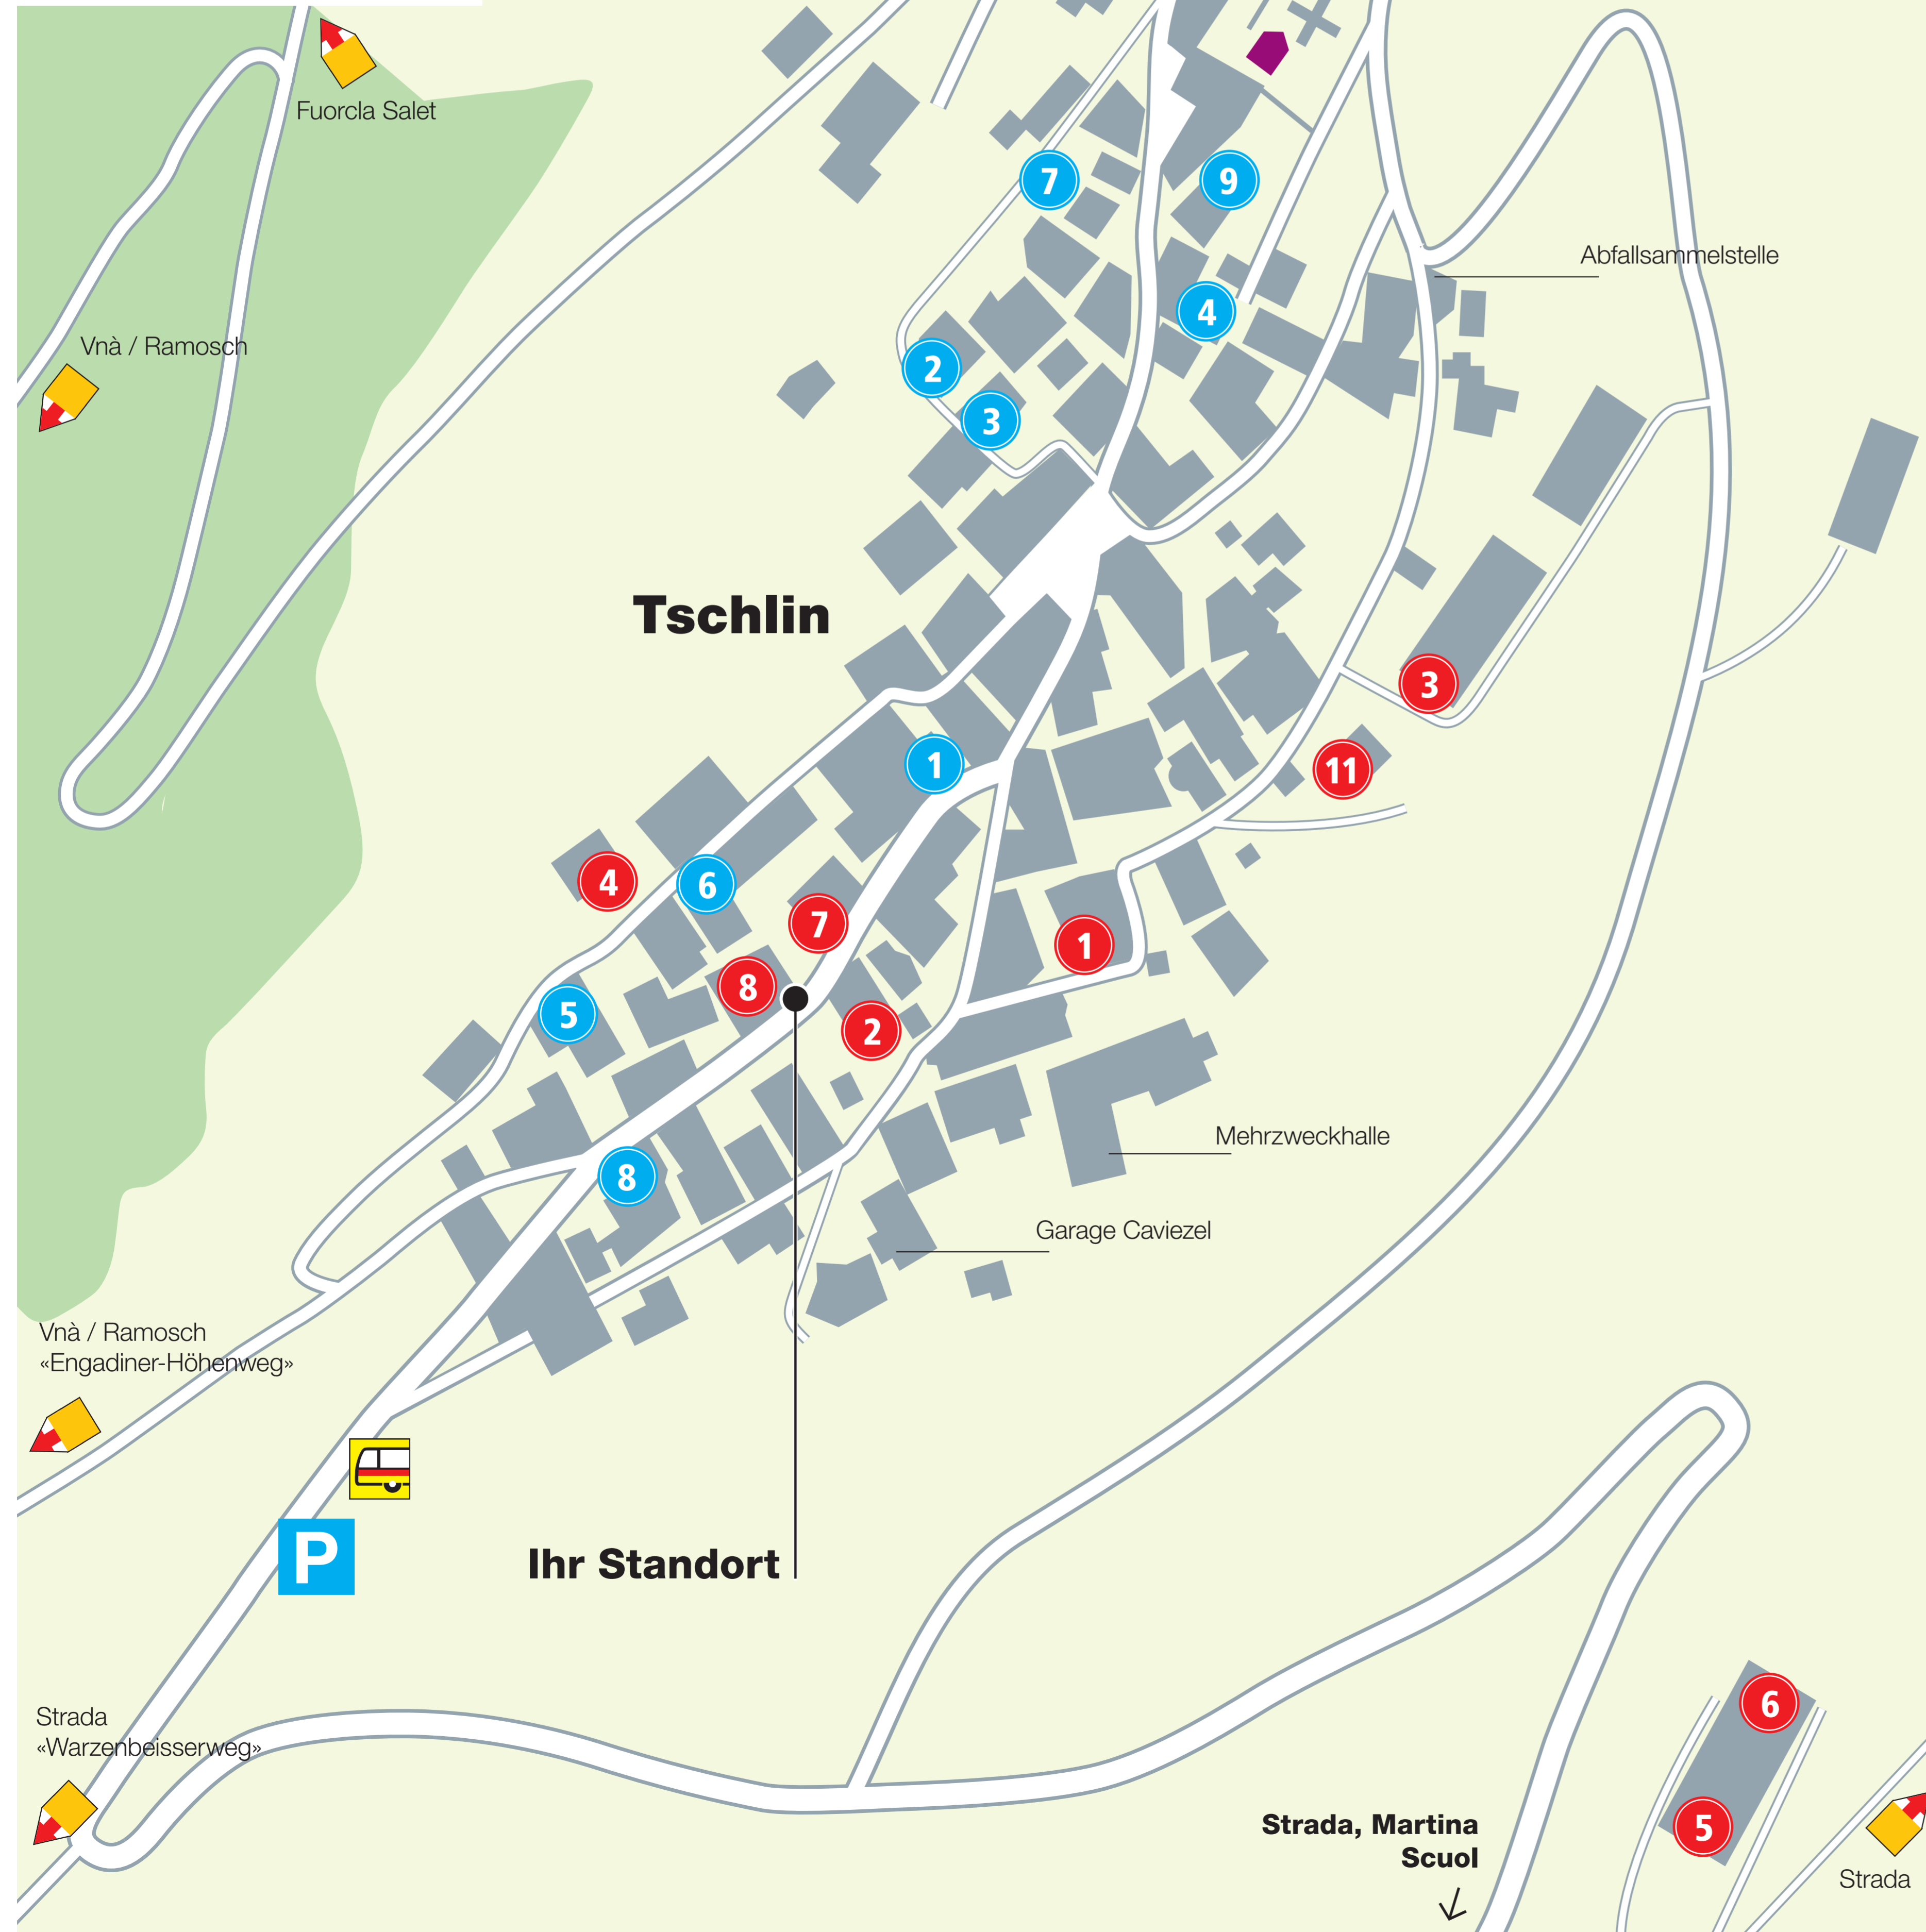 Fuorcla Salet
7
9
Abfallsammelstelle
4
Vnà / Ramosch
2
3
Tschlin
3
1
11
4
6
7
1
8
5
2
Mehrzweckhalle
8
Garage Caviezel
Vnà / Ramosch
«Engadiner-Höhenweg»
P
Ihr Standort
6
Strada
«Warzenbeisserweg»
5
Strada, Martina
Scuol
Strada